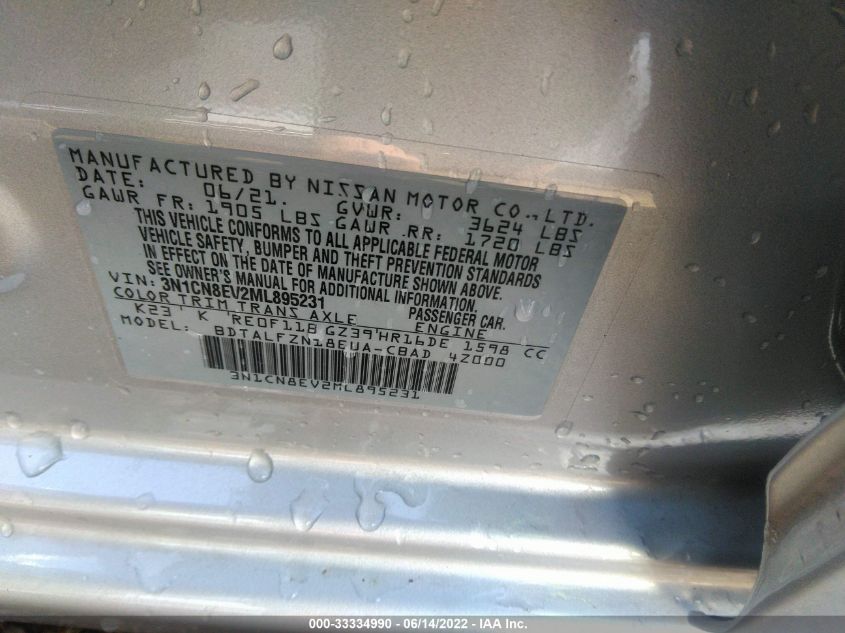 MANUFACTURED BY NISSAN MOTOR CO., LTD.
DATE: 06/21. GVWR: 3624 LBS
GAWR FR: 1905 LBS GAWR RR: 1720 LBS
THIS VEHICLE CONFORMS TO ALL APPLICABLE FEDERAL MOTOR
VEHICLE SAFETY, BUMPER AND THEFT PREVENTION STANDARDS
IN EFFECT ON THE DATE OF MANUFACTURE SHOWN ABOVE.
SEE OWNER'S MANUAL FOR ADDITIONAL INFORMATION.
VIN: 3N1CN8EV2ML895231 PASSENGER CAR.
COLOR TRIM TRANS AXLE ENGINE
K23 K RE0F11B GZ39 HR16DE 1598 CC
MODEL: BDTALFZN18EUA-CBAD 4Z000
3N1CN8EV2ML895231
000-33334990 - 06/14/2022 - IAA Inc.